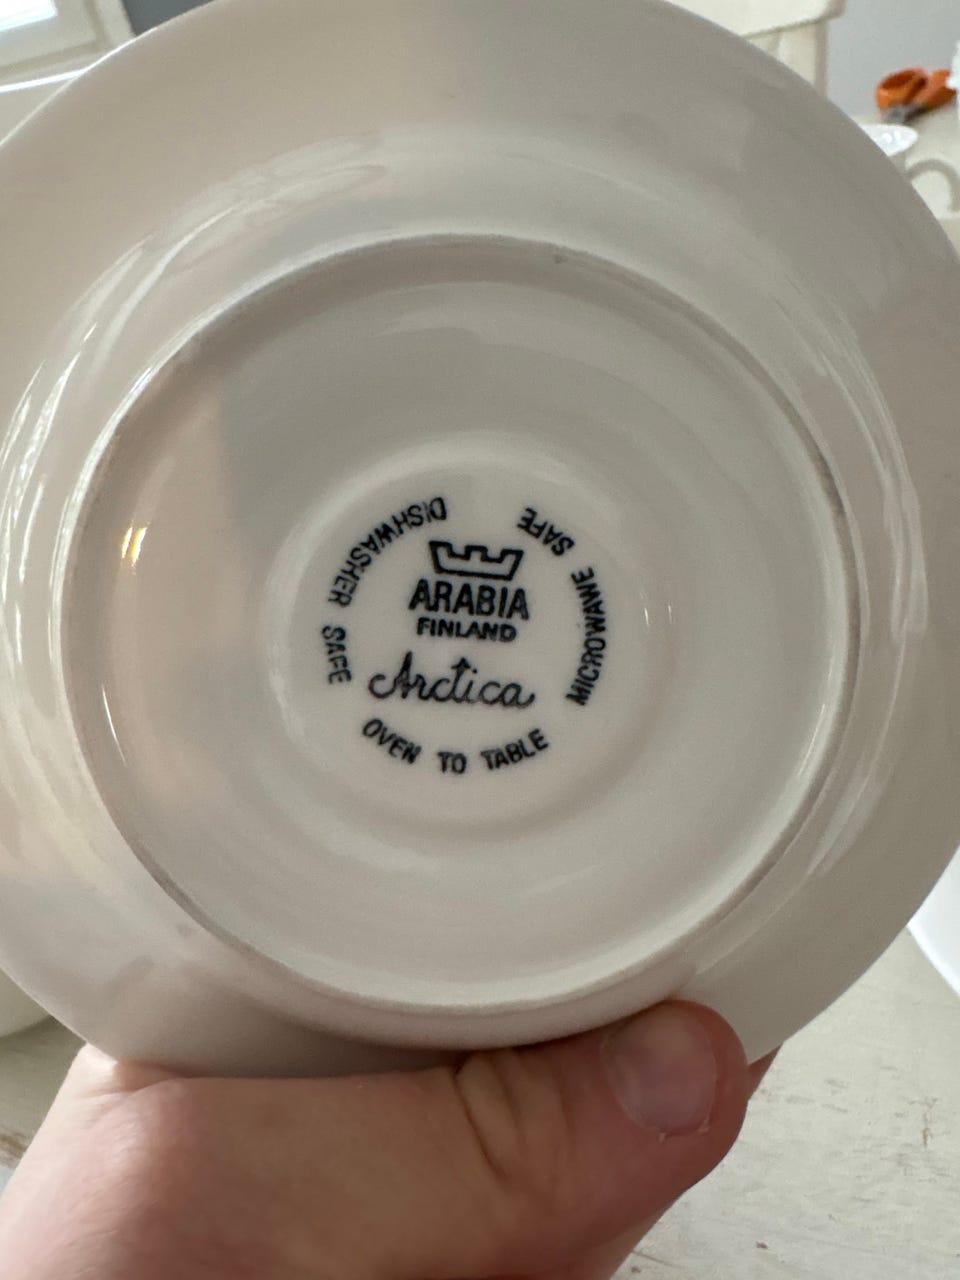 ARABIA
FINLAND
Arctica
DISHWASHER SAFE
OVEN TO TABLE
MICROWAWE SAFE